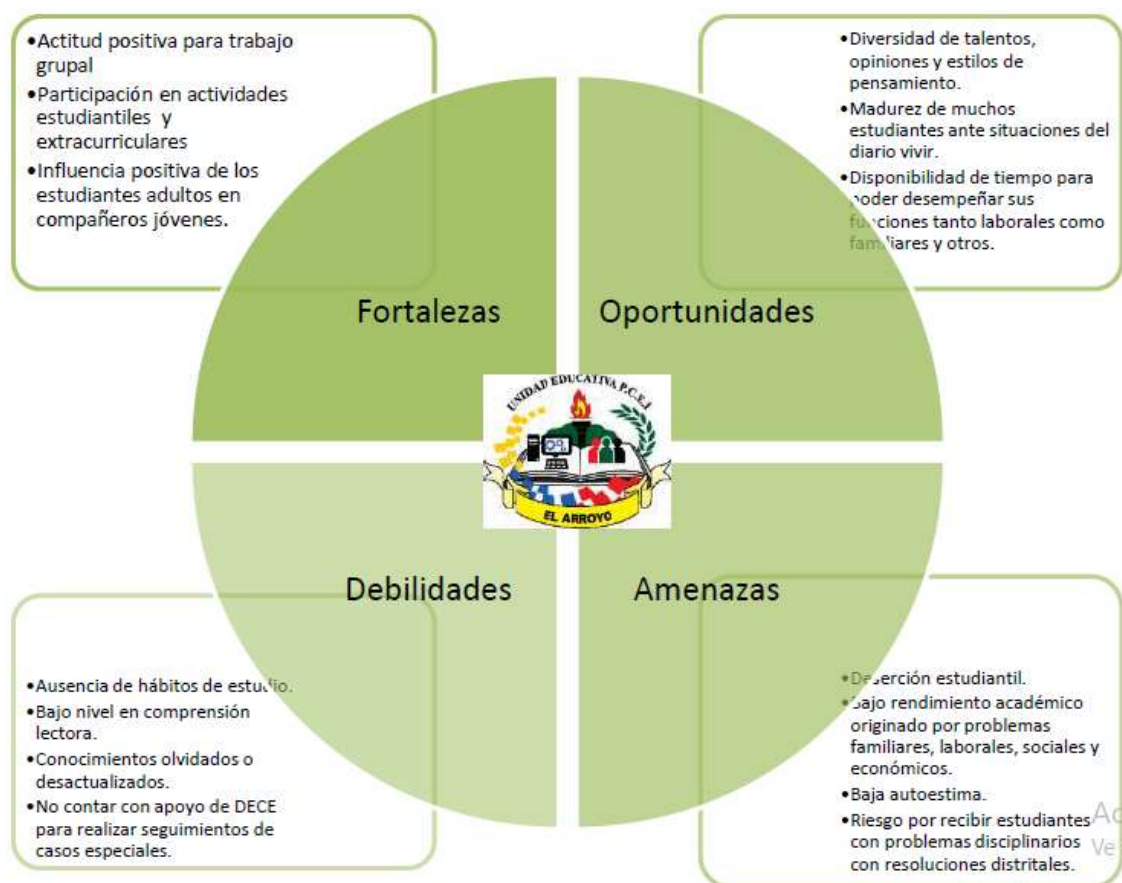 •Actitud positiva para trabajo
grupal
•Participación en actividades
estudiantiles y
extracurriculares
•Influencia positiva de los
estudiantes adultos en
compañeros jóvenes.
•Diversidad de talentos,
opiniones y estilos de
pensamiento.
•Madurez de muchos
estudiantes ante situaciones del
diario vivir.
•Disponibilidad de tiempo para
poder desempeñar sus
funciones tanto laborales como
familiares y otros.
Fortalezas
Oportunidades
UNIDAD EDUCATIVA P.C.E.I
EL ARROYO
Debilidades
Amenazas
•Ausencia de hábitos de estudio.
•Bajo nivel en comprensión
lectora.
•Conocimientos olvidados o
desactualizados.
•No contar con apoyo de DECE
para realizar seguimientos de
casos especiales.
•Deserción estudiantil.
•Bajo rendimiento académico
originado por problemas
familiares, laborales, sociales y
económicos.
•Baja autoestima.
•Riesgo por recibir estudiantes
con problemas disciplinarios
con resoluciones distritales.